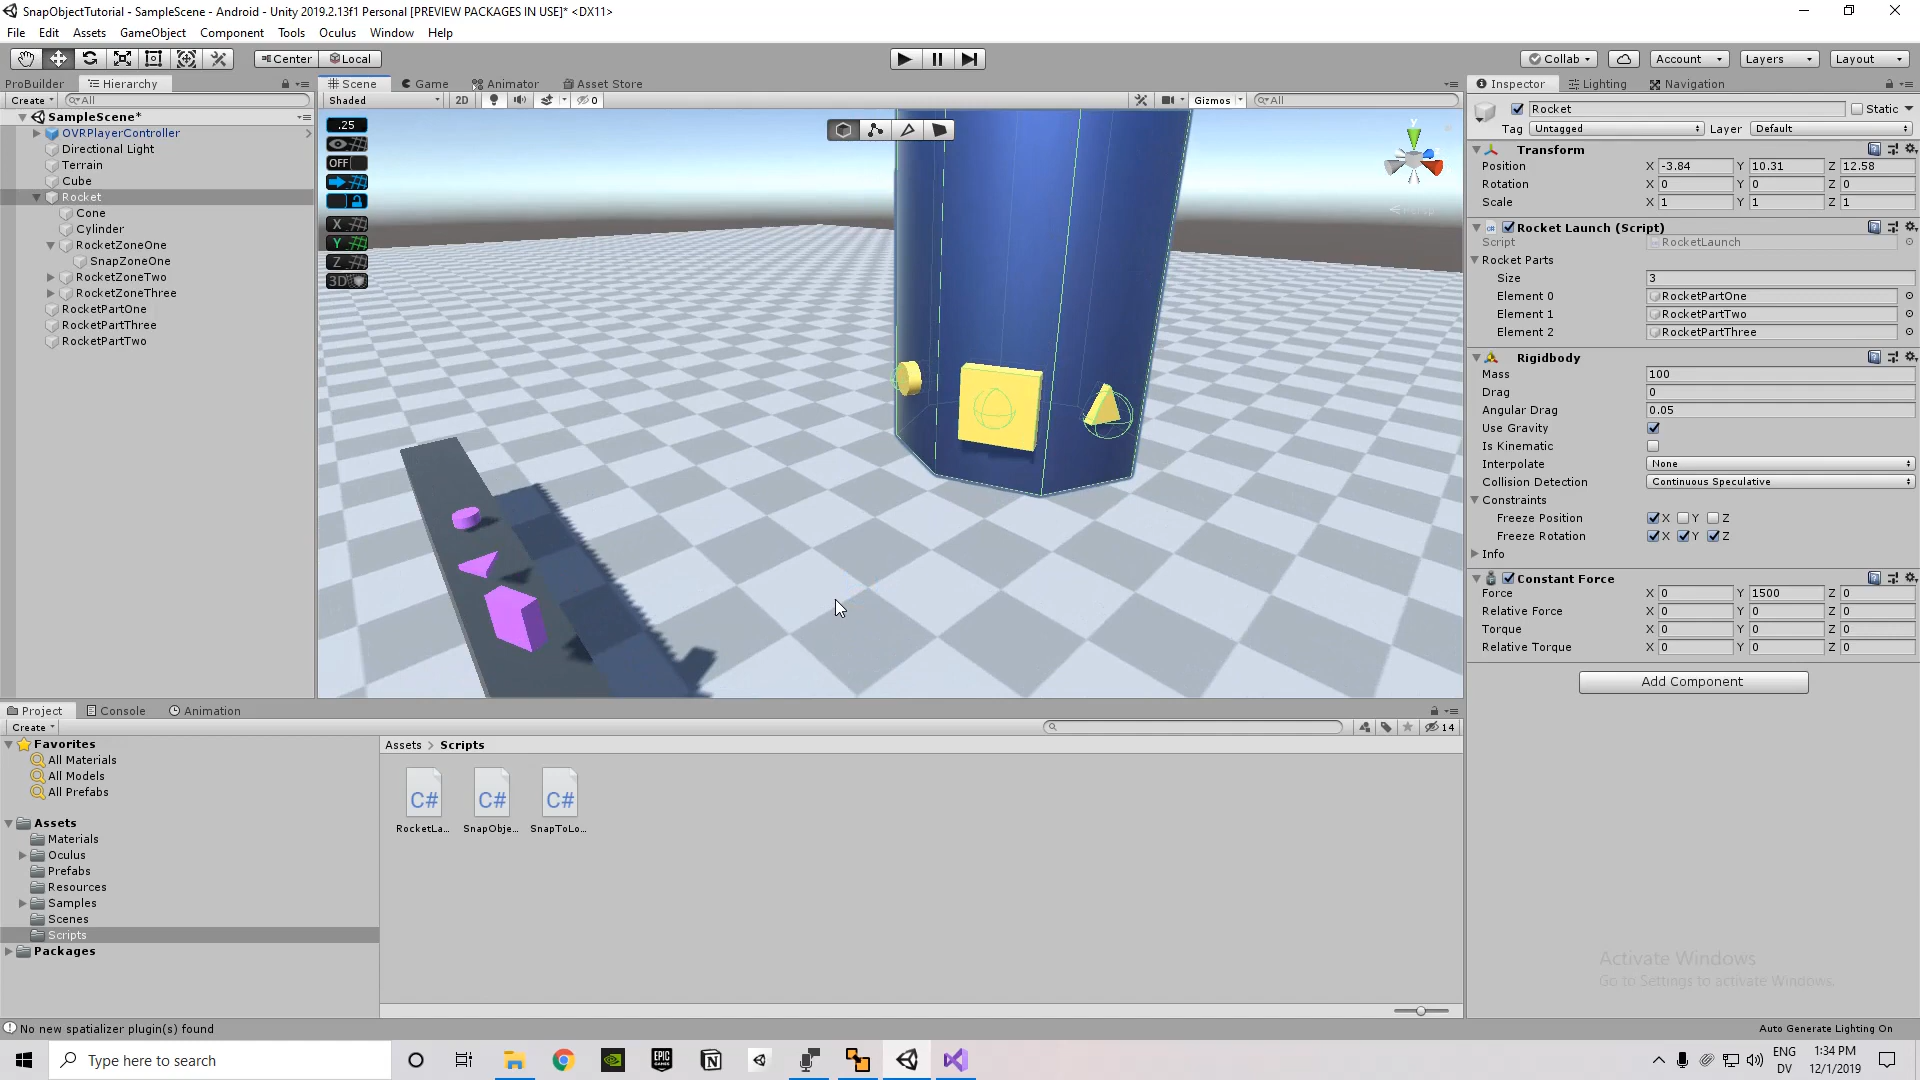 SnapObjectTutorial - SampleScene - Android - Unity 2019.2.13f1 Personal [PREVIEW PACKAGES IN USE]* <DX11>
File Edit Assets GameObject Component Tools Oculus Window Help
Center Local Collab Account Layers Layout
ProBuilder Hierarchy Scene Game Animator Asset Store Inspector Lighting Navigation
Create All Shaded 2D 0 Gizmos All
SampleScene*
OVRPlayerController
Directional Light
Terrain
Cube
Rocket
Cone
Cylinder
RocketZoneOne
SnapZoneOne
RocketZoneTwo
RocketZoneThree
RocketPartOne
RocketPartThree
RocketPartTwo
.25
OFF
X
Y
Z
3D
y
Rocket Static
Tag Untagged Layer Default
Transform
Position X -3.84 Y 10.31 Z 12.58
Rotation X 0 Y 0 Z 0
Scale X 1 Y 1 Z 1
Rocket Launch (Script)
Script RocketLaunch
Rocket Parts
Size 3
Element 0 RocketPartOne
Element 1 RocketPartTwo
Element 2 RocketPartThree
Rigidbody
Mass 100
Drag 0
Angular Drag 0.05
Use Gravity
Is Kinematic
Interpolate None
Collision Detection Continuous Speculative
Constraints
Freeze Position X Y Z
Freeze Rotation X Y Z
Info
Constant Force
Force X 0 Y 1500 Z 0
Relative Force X 0 Y 0 Z 0
Torque X 0 Y 0 Z 0
Relative Torque X 0 Y 0 Z 0
Add Component
Project Console Animation
Create 14
Favorites
All Materials
All Models
All Prefabs
Assets
Materials
Oculus
Prefabs
Resources
Samples
Scenes
Scripts
Packages
Assets > Scripts
C# C# C#
RocketLa... SnapObje... SnapToLo...
Activate Windows
Go to Settings to activate Windows.
No new spatializer plugin(s) found
Auto Generate Lighting On
Type here to search
EPIC GAMES
ENG
DV
1:34 PM
12/1/2019